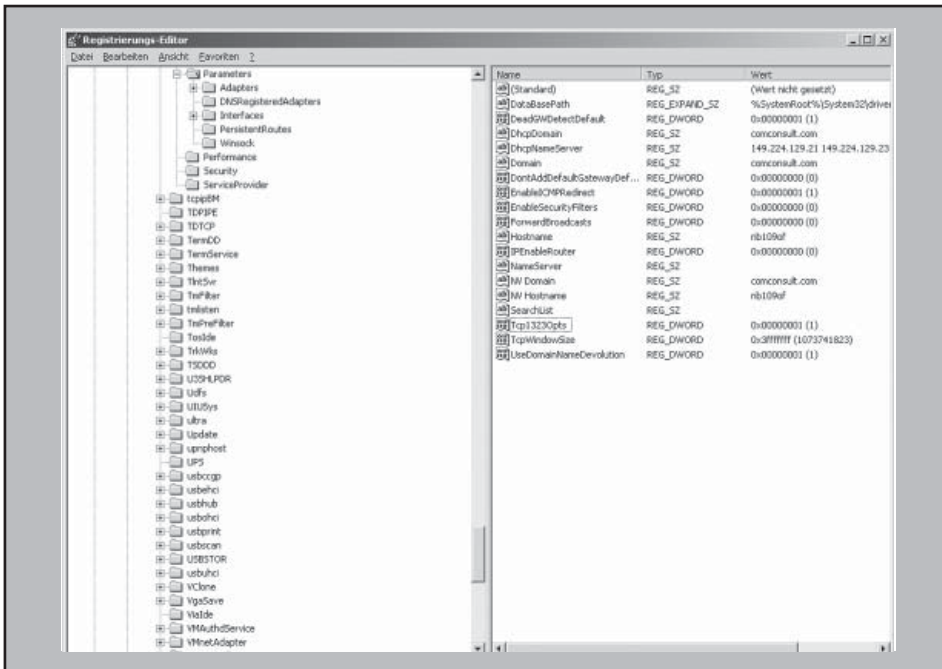 Registrierungs-Editor
Datei Bearbeiten Ansicht Favoriten ?
Parameters
Adapters
DNSRegisteredAdapters
Interfaces
PersistentRoutes
Winsock
Performance
Security
ServiceProvider
tcpipBM
TDPIPE
TDTCP
TermDD
TermService
Themes
TlntSvr
TmFilter
tmlisten
TmPreFilter
TosIde
TrkWks
TSDDD
U3SHLPDR
Udfs
UIUSys
ultra
Update
upnphost
UPS
usbccgp
usbehci
usbhub
usbohci
usbprint
usbscan
USBSTOR
usbuhci
VClone
VgaSave
ViaIde
VMAuthdService
VMnetAdapter
Name Typ Wert
(Standard) REG_SZ (Wert nicht gesetzt)
DataBasePath REG_EXPAND_SZ %SystemRoot%\System32\driver
DeadGWDetectDefault REG_DWORD 0x00000001 (1)
DhcpDomain REG_SZ comconsult.com
DhcpNameServer REG_SZ 149.224.129.21 149.224.129.23
Domain REG_SZ comconsult.com
DontAddDefaultGatewayDef... REG_DWORD 0x00000000 (0)
EnableICMPRedirect REG_DWORD 0x00000001 (1)
EnableSecurityFilters REG_DWORD 0x00000000 (0)
ForwardBroadcasts REG_DWORD 0x00000000 (0)
Hostname REG_SZ nb109of
IPEnableRouter REG_DWORD 0x00000000 (0)
NameServer REG_SZ
NV Domain REG_SZ comconsult.com
NV Hostname REG_SZ nb109of
SearchList REG_SZ
Tcp1323Opts REG_DWORD 0x00000001 (1)
TcpWindowSize REG_DWORD 0x3fffffff (1073741823)
UseDomainNameDevolution REG_DWORD 0x00000001 (1)